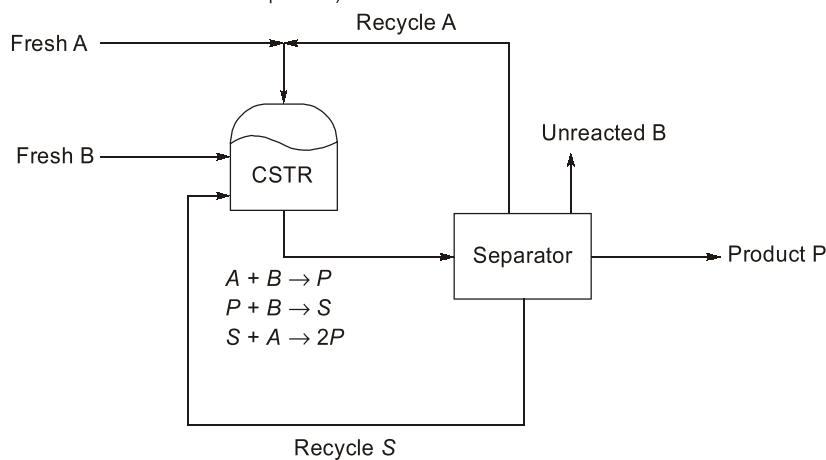 Recycle A
Fresh A
Unreacted B
Fresh B
CSTR
Separator
Product P
A + B → P
P + B → S
S + A → 2P
Recycle S